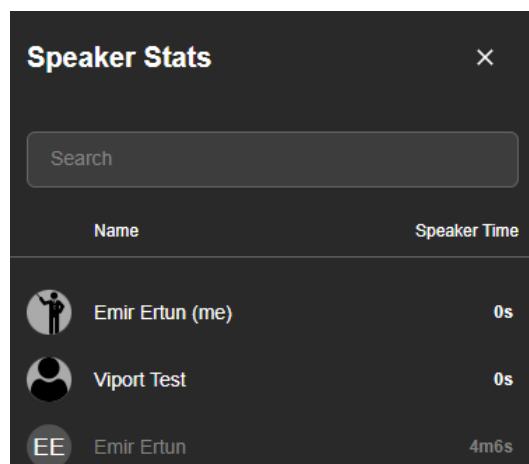 Speaker Stats
Search
Name Speaker Time
Emir Ertun (me) 0s
Viport Test 0s
EE Emir Ertun 4m6s